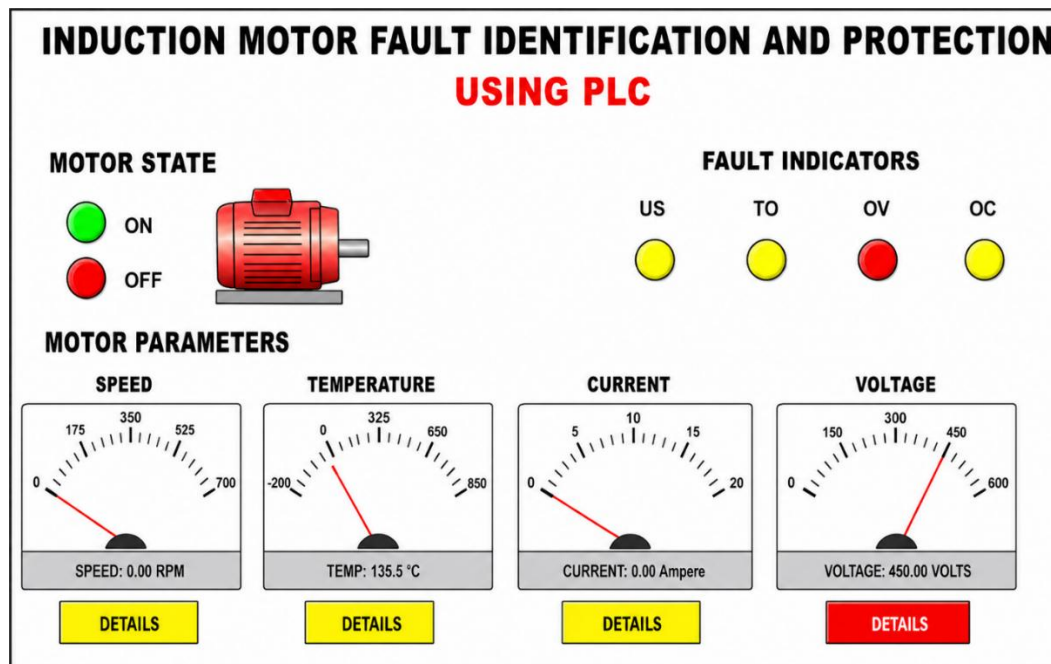 INDUCTION MOTOR FAULT IDENTIFICATION AND PROTECTION
USING PLC
MOTOR STATE
ON
OFF
FAULT INDICATORS
US TO OV OC
MOTOR PARAMETERS
SPEED
0 175 350 525 700
SPEED: 0.00 RPM
DETAILS
TEMPERATURE
-200 0 325 650 850
TEMP: 135.5 °C
DETAILS
CURRENT
0 5 10 15 20
CURRENT: 0.00 Ampere
DETAILS
VOLTAGE
0 150 300 450 600
VOLTAGE: 450.00 VOLTS
DETAILS